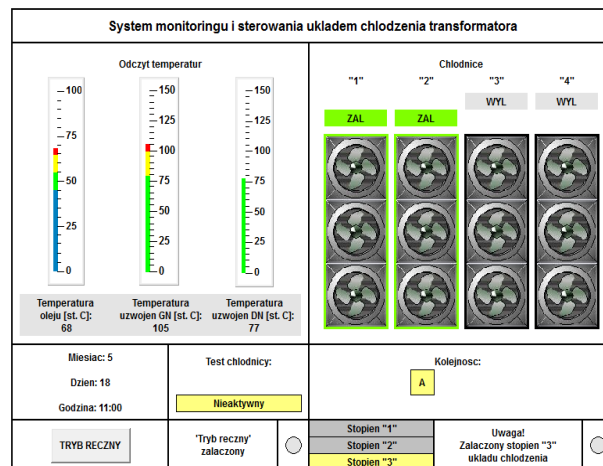 System monitoringu i sterowania ukladem chlodzenia transformatora
Odczyt temperatur
100
75
50
25
0
150
125
100
75
50
25
0
150
125
100
75
50
25
0
Temperatura
oleju [st. C]:
68
Temperatura
uzwojen GN [st. C]:
105
Temperatura
uzwojen DN [st. C]:
77
Chlodnice
"1"
"2"
"3"
"4"
WYL
WYL
ZAL
ZAL
Miesiac: 5
Dzien: 18
Godzina: 11:00
Test chlodnicy:
Nieaktywny
Kolejnosc:
A
TRYB RECZNY
'Tryb reczny'
zalaczony
Stopien "1"
Stopien "2"
Stopien "3"
Uwaga!
Zalaczony stopien "3"
ukladu chlodzenia